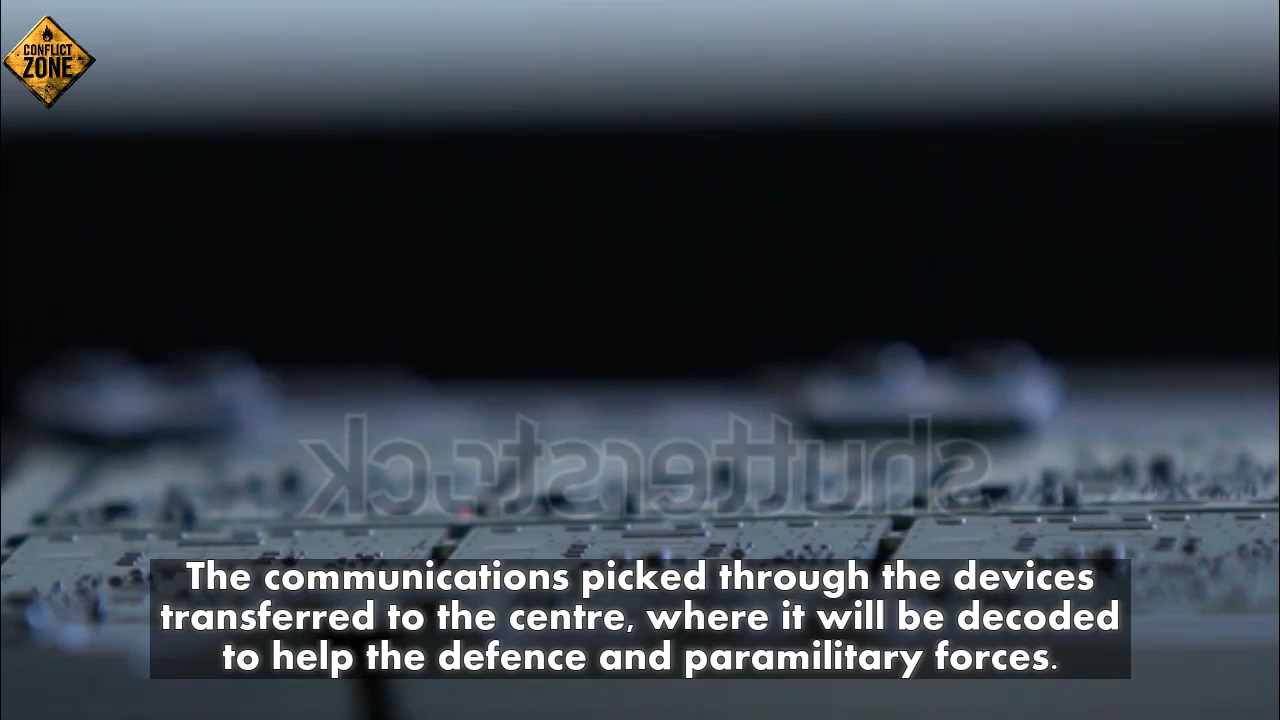 CONFLICT
ZONE
shutterstock
The communications picked through the devices
transferred to the centre, where it will be decoded
to help the defence and paramilitary forces.